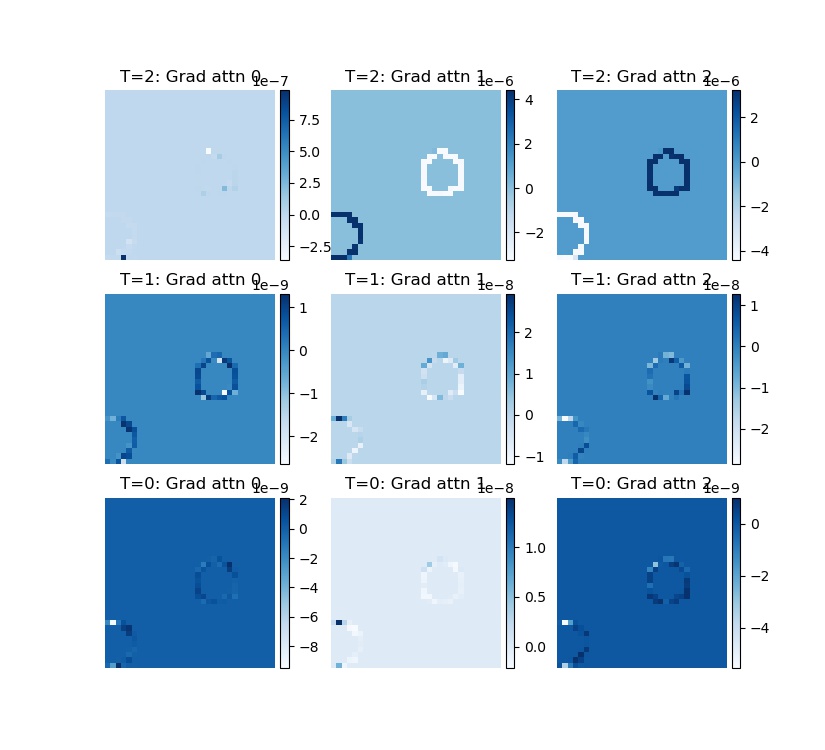 T=2: Grad attn 0
1e−7
T=2: Grad attn 1
1e−6
T=2: Grad attn 2
1e−6
7.5
5.0
2.5
0.0
−2.5
4
2
0
−2
2
0
−2
−4
T=1: Grad attn 0
1e−9
T=1: Grad attn 1
1e−8
T=1: Grad attn 2
1e−8
1
0
−1
−2
2
1
0
−1
1
0
−1
−2
T=0: Grad attn 0
1e−9
T=0: Grad attn 1
1e−8
T=0: Grad attn 2
1e−9
2
0
−2
−4
−6
−8
1.0
0.5
0.0
0
−2
−4